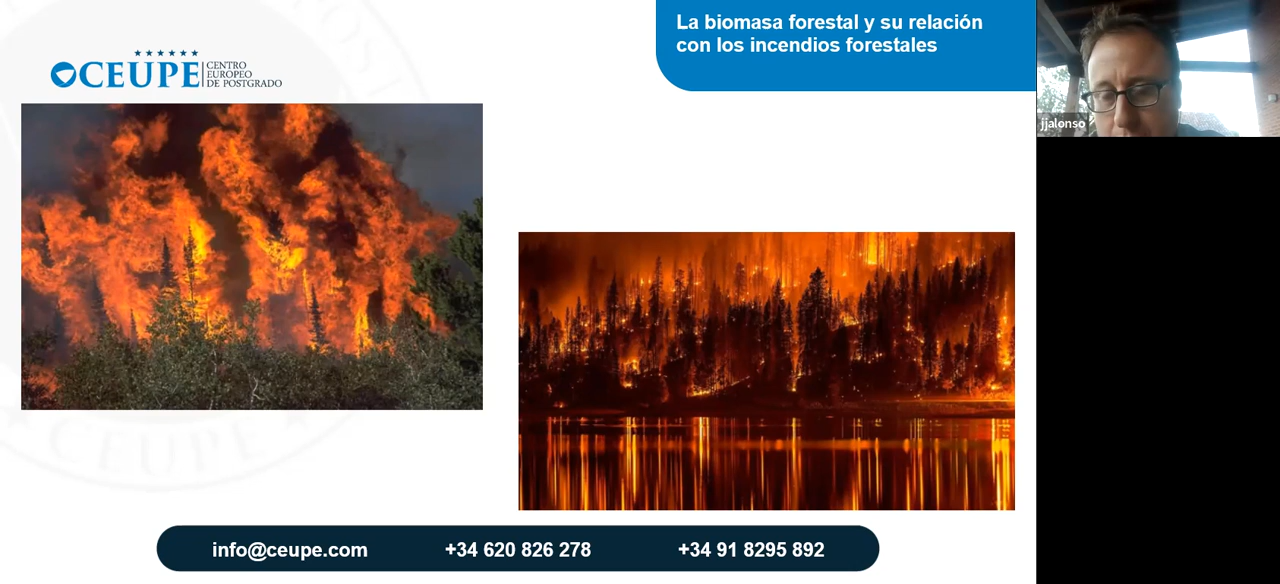 La biomasa forestal y su relación
con los incendios forestales
CEUPE
CENTRO
EUROPEO
DE POSTGRADO
jjalonso
CEUPE
info@ceupe.com
+34 620 826 278
+34 91 8295 892